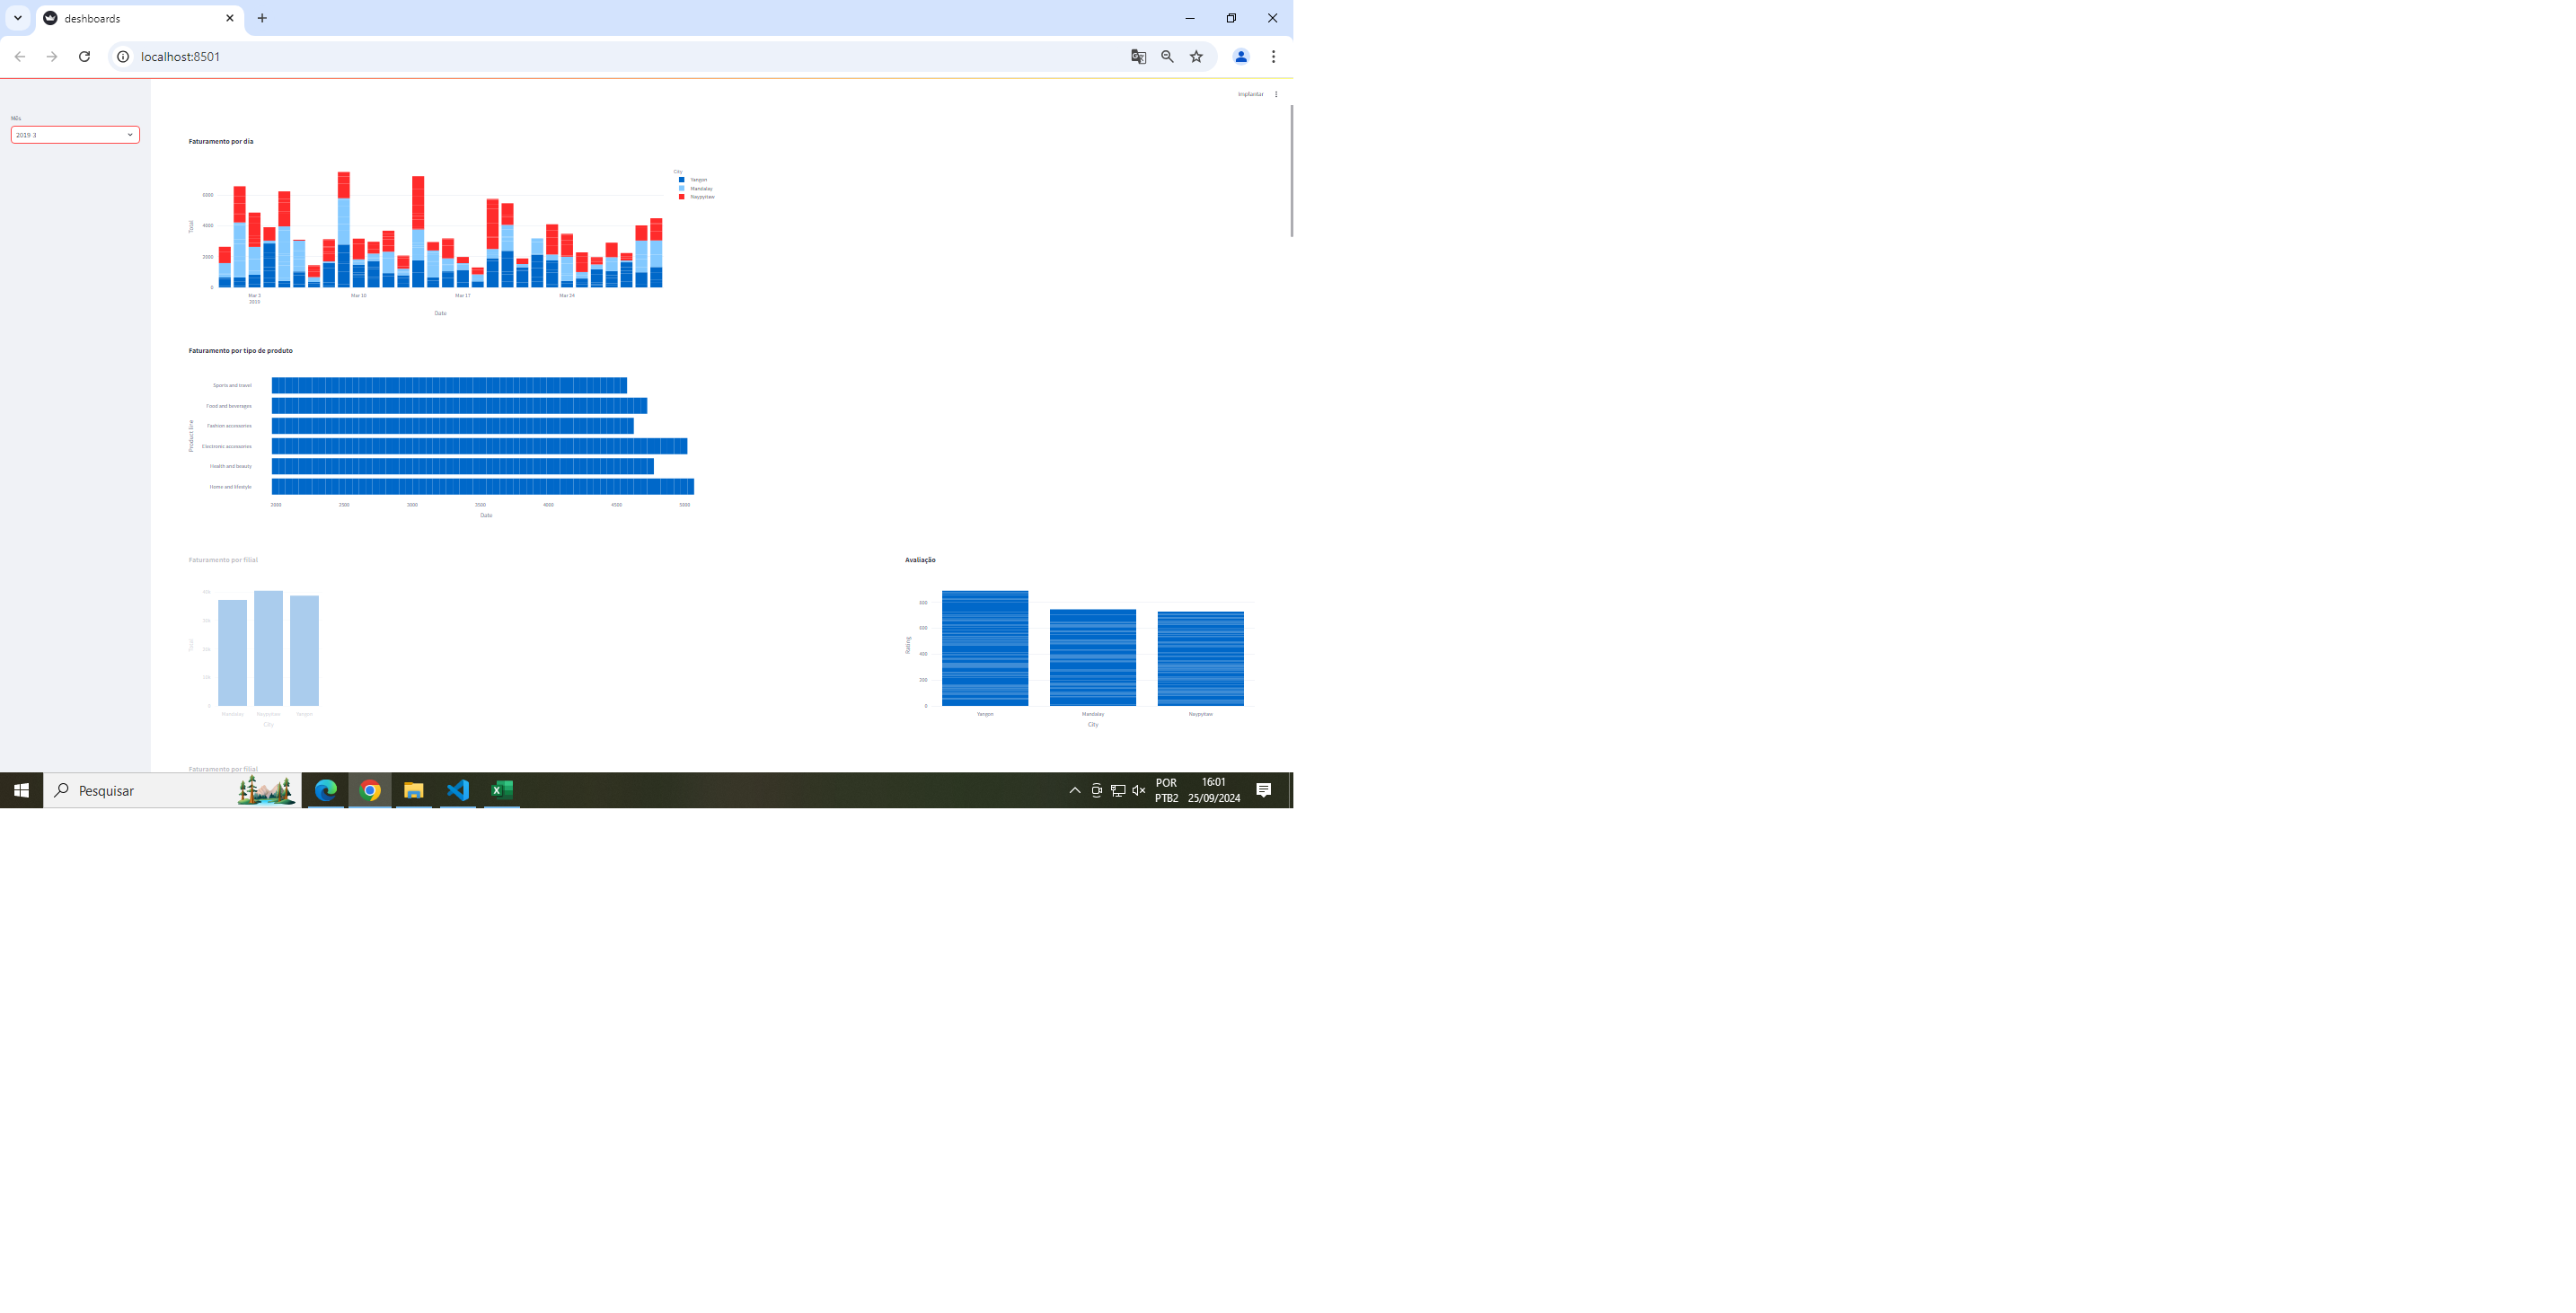 deshboards
localhost:8501
Implantar
Mês
2019-3
Faturamento por dia
City
Yangon
Mandalay
Naypyitaw
Total
6000
4000
2000
0
Mar 3
2019
Mar 10
Mar 17
Mar 24
Date
Faturamento por tipo de produto
Product line
Sports and travel
Food and beverages
Fashion accessories
Electronic accessories
Health and beauty
Home and lifestyle
2000
2500
3000
3500
4000
4500
5000
Date
Faturamento por filial
Total
40k
30k
20k
10k
0
Mandalay
Naypyitaw
Yangon
City
Avaliação
Rating
800
600
400
200
0
Yangon
Mandalay
Naypyitaw
City
Faturamento por filial
Pesquisar
POR
PTB2
16:01
25/09/2024